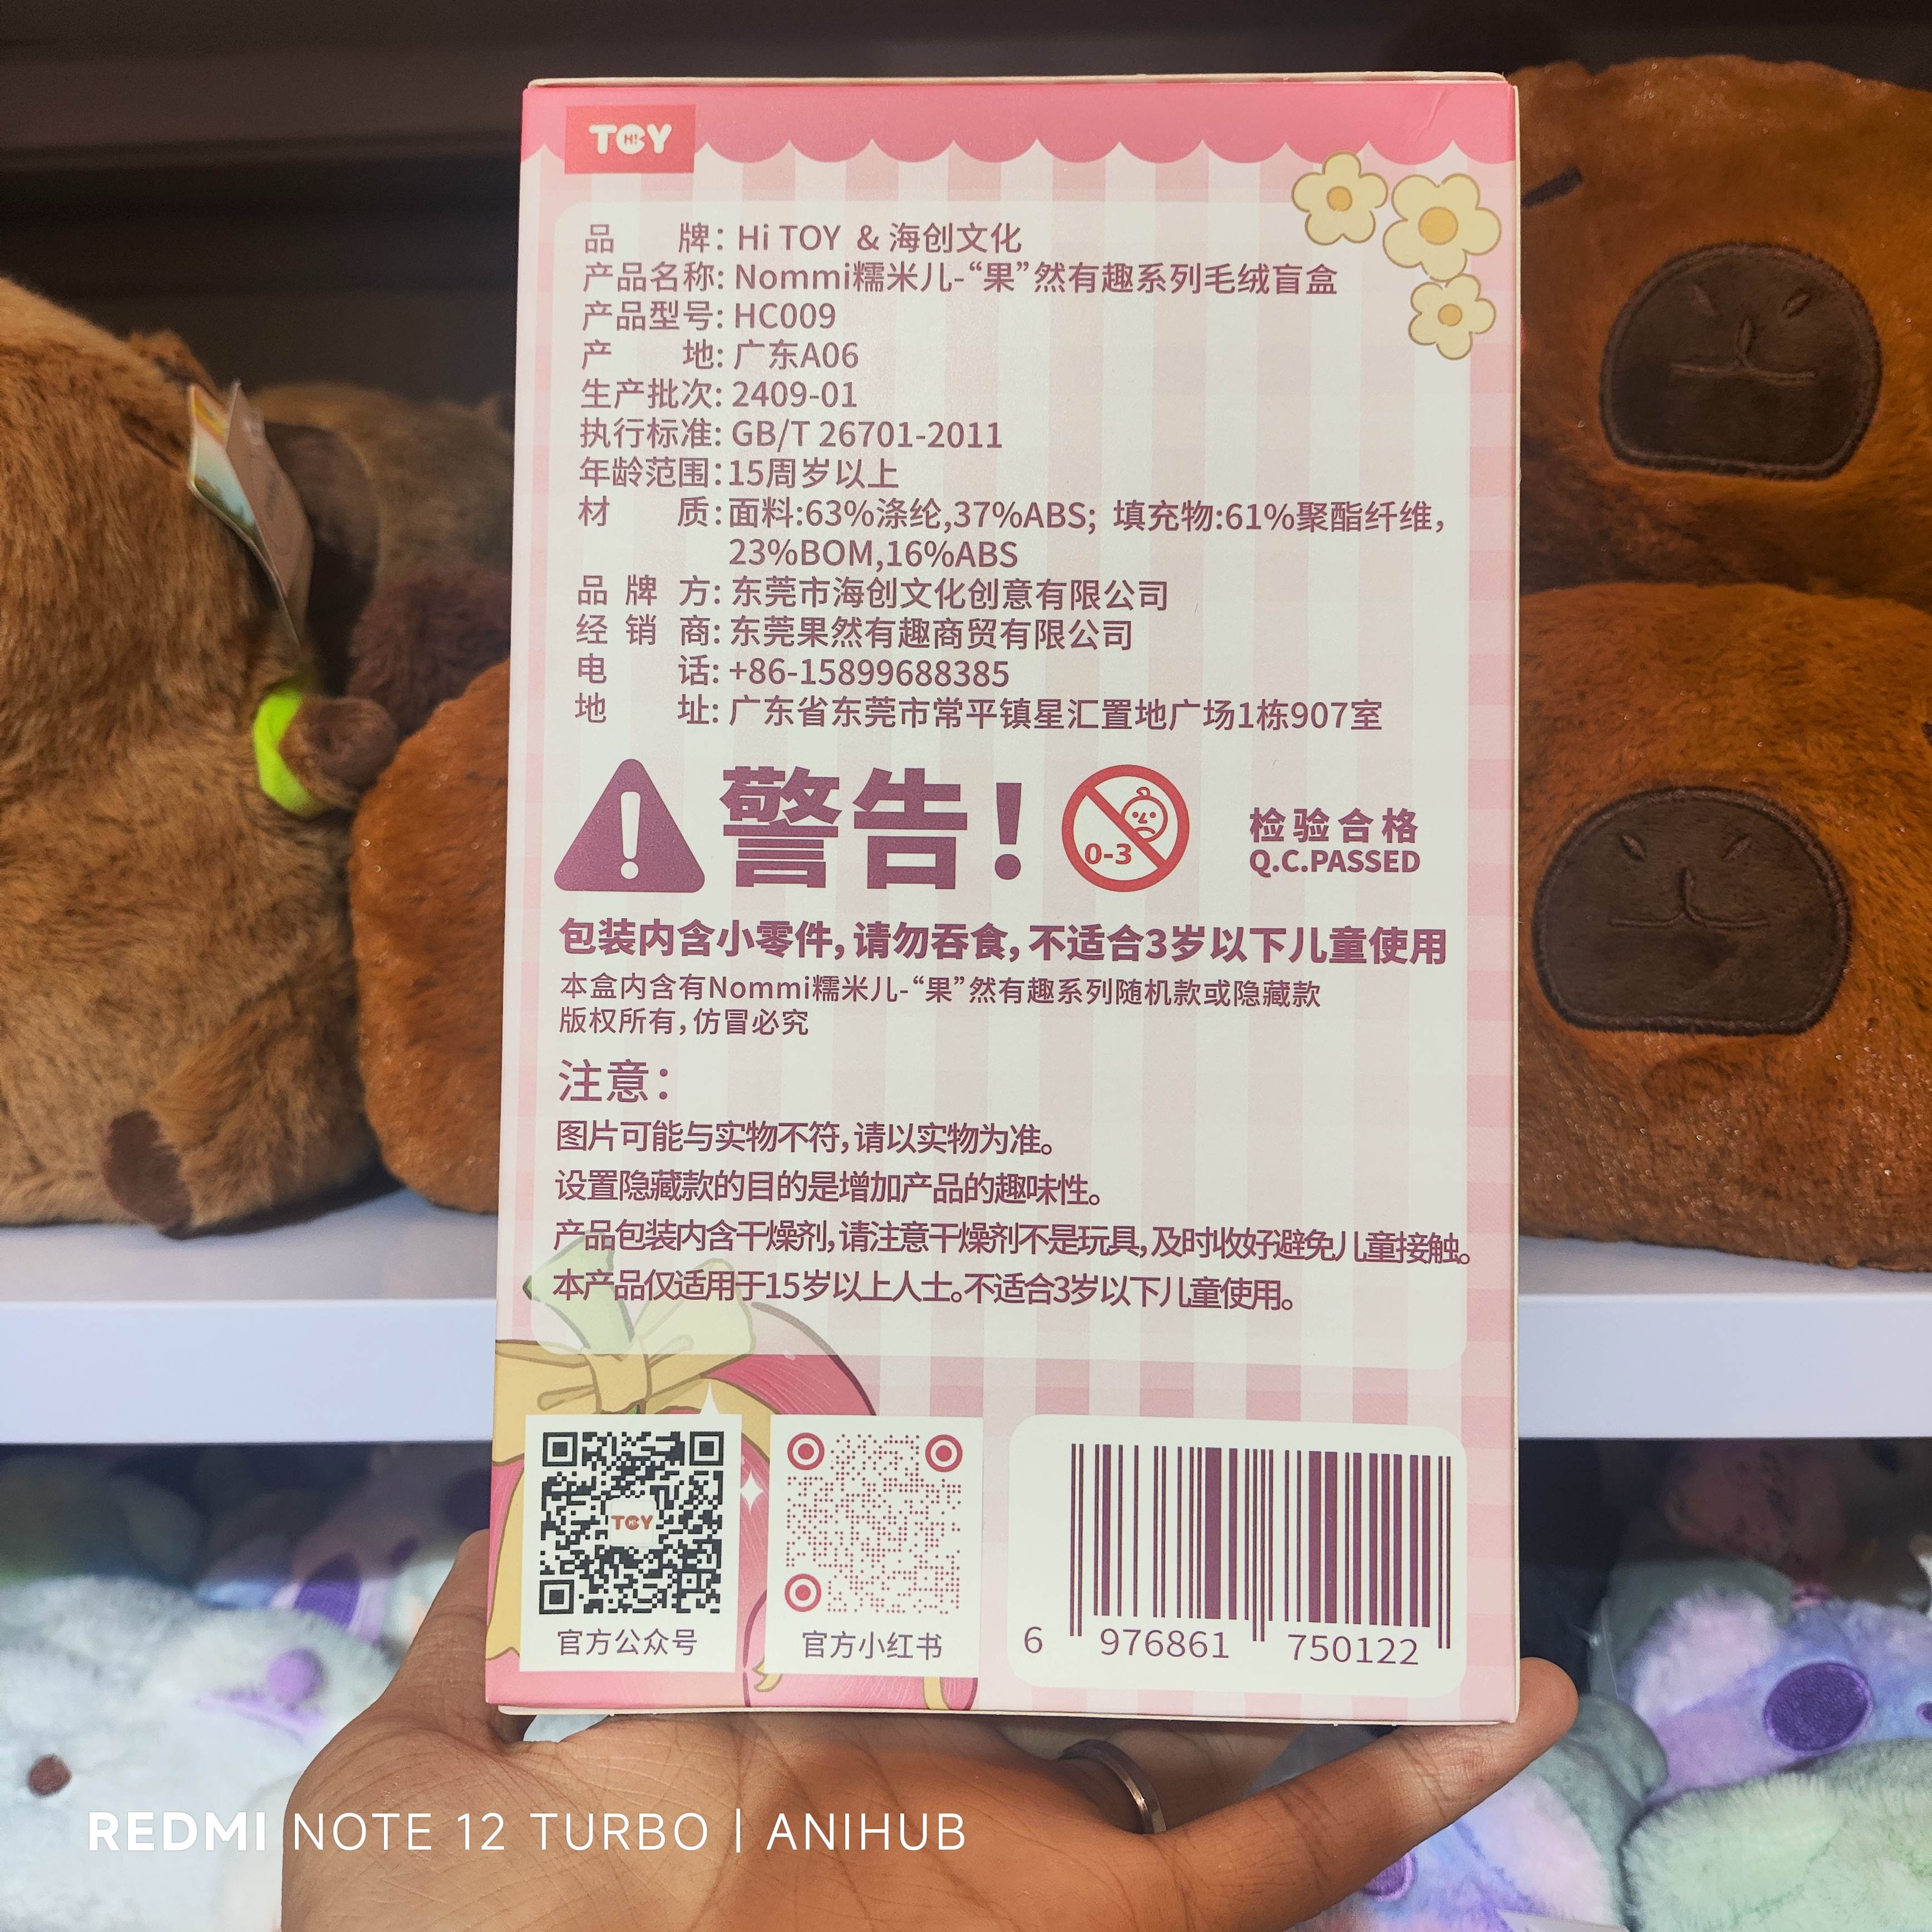 TOY
Hi!
品牌：Hi TOY & 海创文化
产品名称：Nommi糯米儿-“果”然有趣系列毛绒盲盒
产品型号：HC009
产地：广东A06
生产批次：2409-01
执行标准：GB/T 26701-2011
年龄范围：15周岁以上
材质：面料:63%涤纶,37%ABS；填充物:61%聚酯纤维，
23%BOM,16%ABS
品牌方：东莞市海创文化创意有限公司
经销商：东莞果然有趣商贸有限公司
电话：+86-15899688385
地址：广东省东莞市常平镇星汇置地广场1栋907室
警告！
0-3
检验合格
Q.C.PASSED
包装内含小零件，请勿吞食，不适合3岁以下儿童使用
本盒内含有Nommi糯米儿-“果”然有趣系列随机款或隐藏款
版权所有，仿冒必究
注意：
图片可能与实物不符，请以实物为准。
设置隐藏款的目的是增加产品的趣味性。
产品包装内含干燥剂，请注意干燥剂不是玩具，及时收好避免儿童接触。
本产品仅适用于15岁以上人士。不适合3岁以下儿童使用。
TOY
官方公众号
官方小红书
6 976861 750122
REDMI NOTE 12 TURBO | ANIHUB